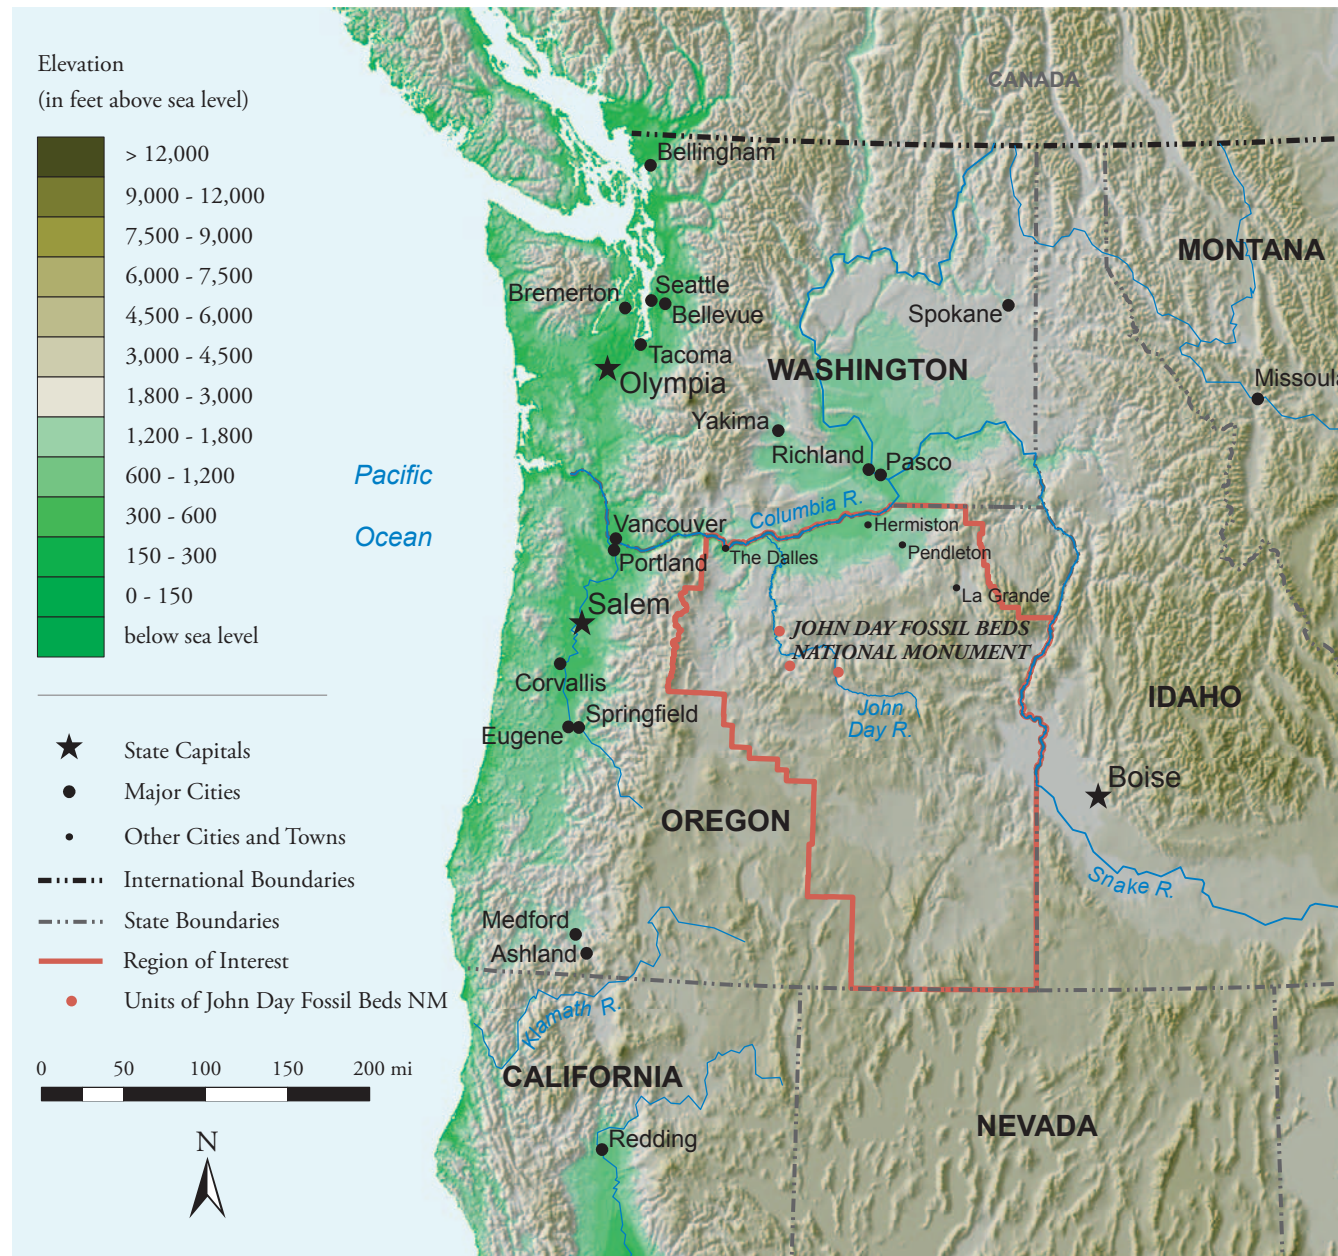 Elevation
(in feet above sea level)
> 12,000
9,000 - 12,000
7,500 - 9,000
6,000 - 7,500
4,500 - 6,000
3,000 - 4,500
1,800 - 3,000
1,200 - 1,800
600 - 1,200
300 - 600
150 - 300
0 - 150
below sea level
State Capitals
Major Cities
Other Cities and Towns
International Boundaries
State Boundaries
Region of Interest
Units of John Day Fossil Beds NM
0 50 100 150 200 mi
N
Pacific
Ocean
CANADA
Bellingham
MONTANA
Seattle
Bremerton
Bellevue
Spokane
Tacoma
WASHINGTON
Olympia
Missoula
Yakima
Richland
Pasco
Columbia R.
Vancouver
Hermiston
Portland
The Dalles
Pendleton
La Grande
Salem
JOHN DAY FOSSIL BEDS
NATIONAL MONUMENT
Corvallis
IDAHO
John
Day R.
Springfield
Eugene
Boise
OREGON
Snake R.
Medford
Ashland
Klamath R.
CALIFORNIA
NEVADA
Redding